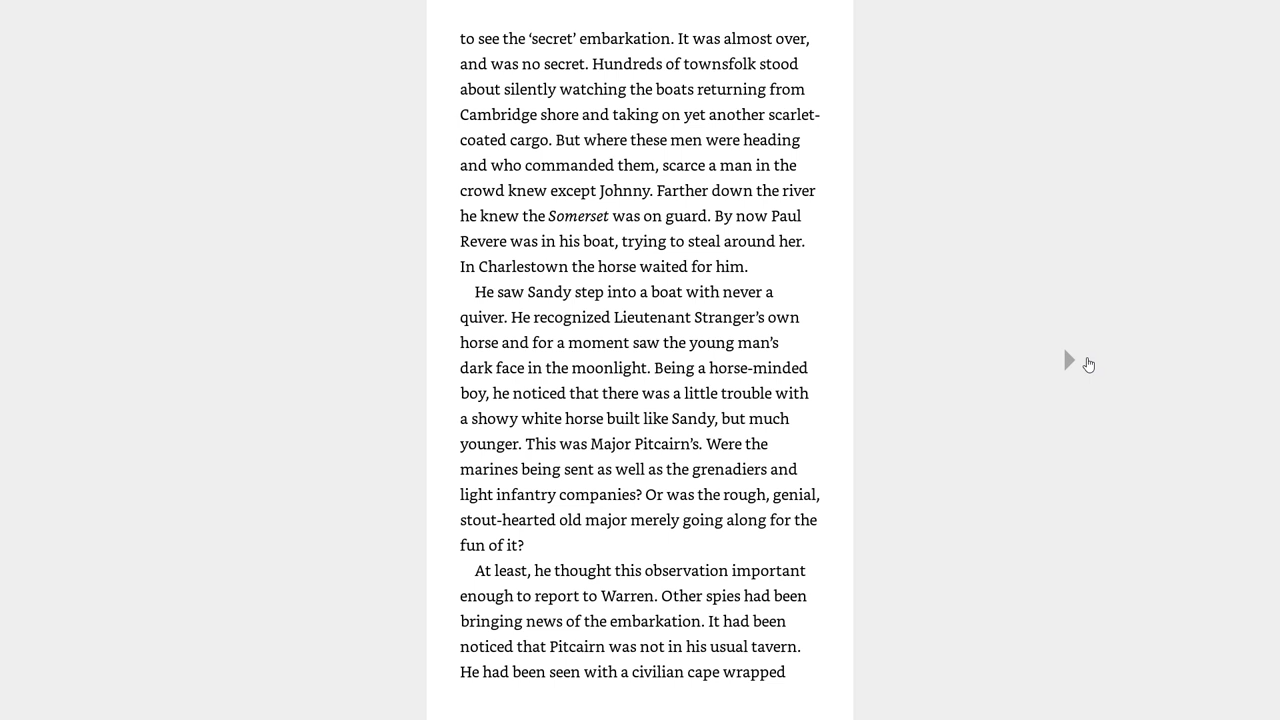 to see the ‘secret’ embarkation. It was almost over,
and was no secret. Hundreds of townsfolk stood
about silently watching the boats returning from
Cambridge shore and taking on yet another scarlet-
coated cargo. But where these men were heading
and who commanded them, scarce a man in the
crowd knew except Johnny. Farther down the river
he knew the Somerset was on guard. By now Paul
Revere was in his boat, trying to steal around her.
In Charlestown the horse waited for him.
He saw Sandy step into a boat with never a
quiver. He recognized Lieutenant Stranger’s own
horse and for a moment saw the young man’s
dark face in the moonlight. Being a horse-minded
boy, he noticed that there was a little trouble with
a showy white horse built like Sandy, but much
younger. This was Major Pitcairn’s. Were the
marines being sent as well as the grenadiers and
light infantry companies? Or was the rough, genial,
stout-hearted old major merely going along for the
fun of it?
At least, he thought this observation important
enough to report to Warren. Other spies had been
bringing news of the embarkation. It had been
noticed that Pitcairn was not in his usual tavern.
He had been seen with a civilian cape wrapped